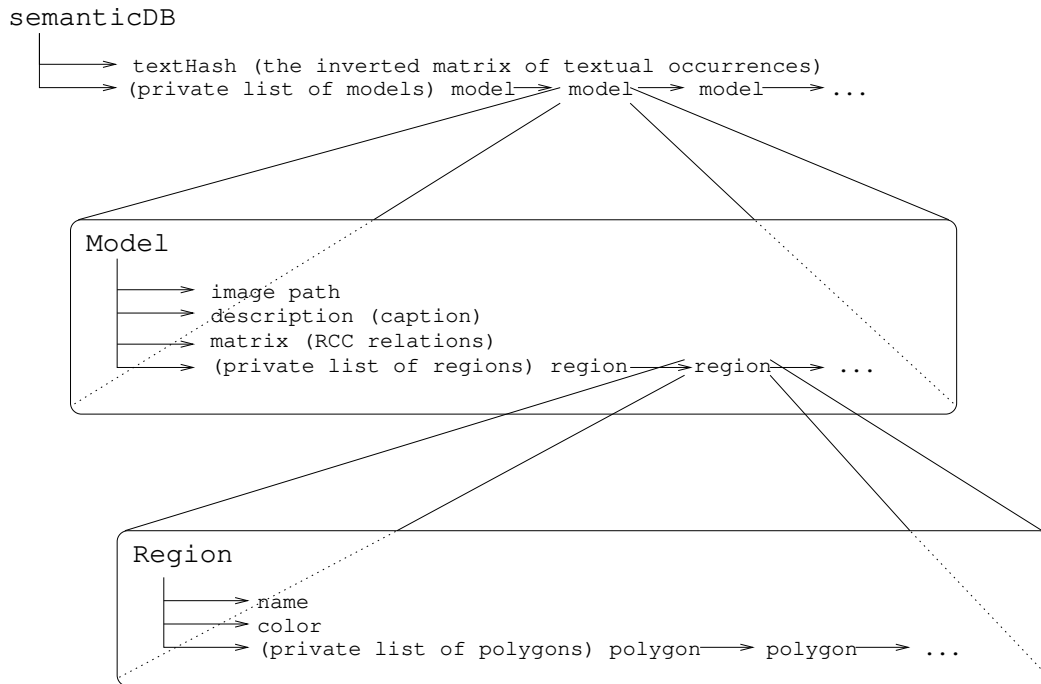 semanticDB
textHash (the inverted matrix of textual occurrences)
(private list of models) model model model ...
Model
image path
description (caption)
matrix (RCC relations)
(private list of regions) region region ...
Region
name
color
(private list of polygons) polygon polygon ...